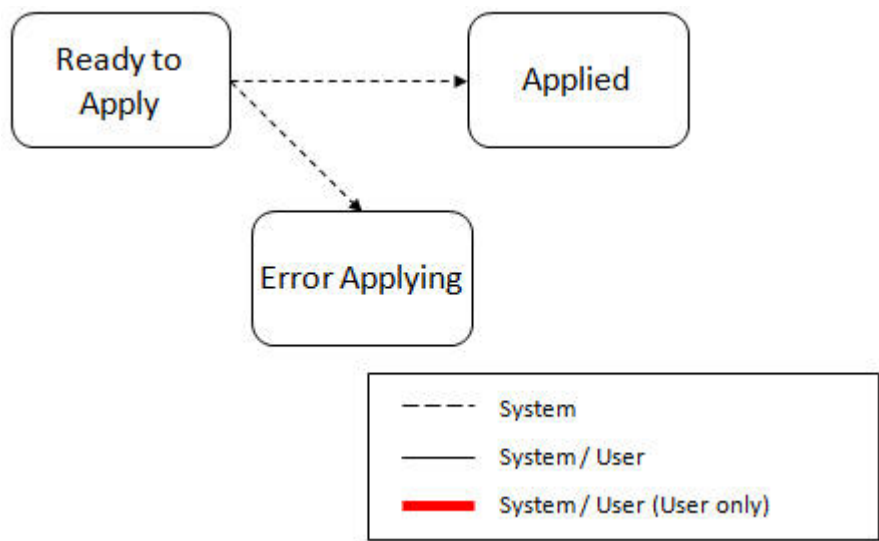 Ready to
Apply
Applied
Error Applying
System
System / User
System / User (User only)